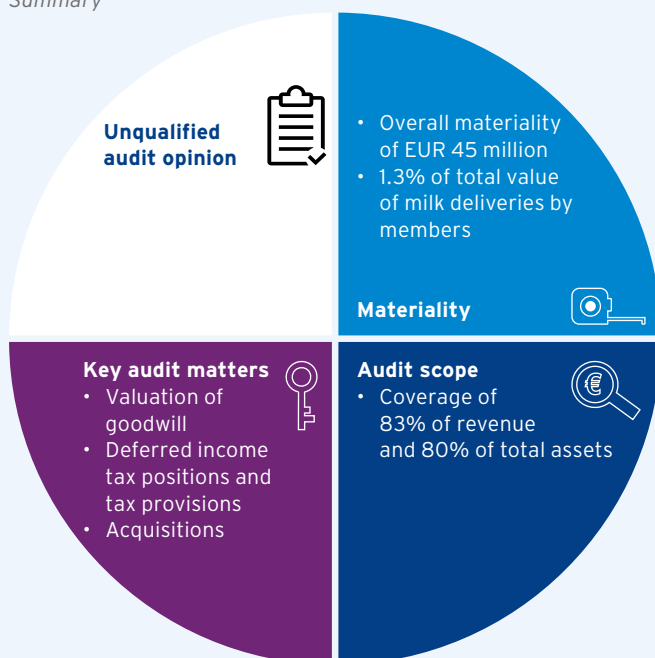 Summary
Unqualified
audit opinion
• Overall materiality
of EUR 45 million
• 1.3% of total value
of milk deliveries by
members
Materiality
Key audit matters
• Valuation of
goodwill
• Deferred income
tax positions and
tax provisions
• Acquisitions
Audit scope
• Coverage of
83% of revenue
and 80% of total assets
€